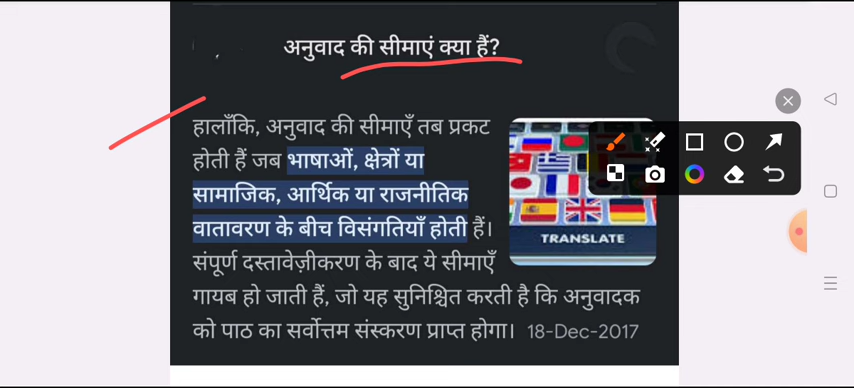 अनुवाद की सीमाएं क्या हैं?
हालाँकि, अनुवाद की सीमाएँ तब प्रकट
होती हैं जब भाषाओं, क्षेत्रों या
सामाजिक, आर्थिक या राजनीतिक
वातावरण के बीच विसंगतियाँ होती हैं।
TRANSLATE
संपूर्ण दस्तावेज़ीकरण के बाद ये सीमाएँ
गायब हो जाती हैं, जो यह सुनिश्चित करती है कि अनुवादक
को पाठ का सर्वोत्तम संस्करण प्राप्त होगा। 18-Dec-2017